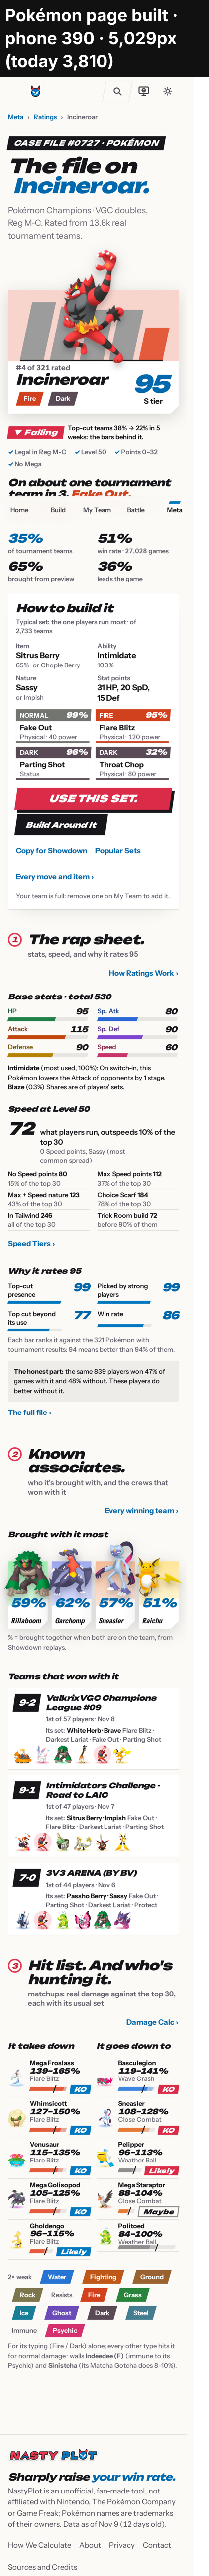 Pokémon page built ·
phone 390 · 5,029px
(today 3,810)
Meta › Ratings › Incineroar
CASE FILE #0727 · POKÉMON
The file on
Incineroar.
Pokémon Champions · VGC doubles,
Reg M-C. Rated from 13.6k real
tournament teams.
#4 of 321 rated
Incineroar
95
Fire Dark
S tier
▼ Falling
Top-cut teams 38% → 22% in 5
weeks: the bars behind it.
✓ Legal in Reg M-C ✓ Level 50 ✓ Points 0–32
✓ No Mega
On about one tournament
team in 3. Fake Out.
Home Build My Team Battle Meta
35% 51%
of tournament teams win rate · 27,028 games
65% 36%
brought from preview leads the game
How to build it
Typical set: the one players run most · of
2,733 teams
Item Ability
Sitrus Berry Intimidate
65% · or Chople Berry 100%
Nature Stat points
Sassy 31 HP, 20 SpD,
or Impish 15 Def
NORMAL 99% FIRE 95%
Fake Out Flare Blitz
Physical · 40 power Physical · 120 power
DARK 96% DARK 32%
Parting Shot Throat Chop
Status Physical · 80 power
USE THIS SET.
Build Around It
Copy for Showdown Popular Sets
Every move and item ›
Your team is full: remove one on My Team to add it.
1 The rap sheet.
stats, speed, and why it rates 95
How Ratings Work ›
Base stats · total 530
HP 95 Sp. Atk 80
Attack 115 Sp. Def 90
Defense 90 Speed 60
Intimidate (most used, 100%): On switch-in, this
Pokémon lowers the Attack of opponents by 1 stage.
Blaze (0.3%) Shares are of players' sets.
Speed at Level 50
72 what players run, outspeeds 10% of the
top 30
0 Speed points, Sassy (most
common spread)
No Speed points 80 Max Speed points 112
15% of the top 30 37% of the top 30
Max + Speed nature 123 Choice Scarf 184
43% of the top 30 78% of the top 30
In Tailwind 246 Trick Room build 72
all of the top 30 before 90% of them
Speed Tiers ›
Why it rates 95
Top-cut presence 99 Picked by strong players 99
Top cut beyond its use 77 Win rate 86
Each bar ranks it against the 321 Pokémon with
tournament results: 94 means better than 94% of them.
The honest part: the same 839 players won 47% of
games with it and 48% without. These players do
better without it.
The full file ›
2 Known
associates.
who it's brought with, and the crews that
won with it
Every winning team ›
Brought with it most
59% 62% 57% 51%
Rillaboom Garchomp Sneasler Raichu
% = brought together when both are on the team, from
Showdown replays.
Teams that won with it
9-2 ValkrixVGC Champions
League #09
1st of 57 players · Nov 8
Its set: White Herb · Brave Flare Blitz ·
Darkest Lariat · Fake Out · Parting Shot
9-1 Intimidators Challenge -
Road to LAIC
1st of 47 players · Nov 7
Its set: Sitrus Berry · Impish Fake Out ·
Flare Blitz · Darkest Lariat · Parting Shot
7-0 3V3 ARENA (BY BV)
1st of 44 players · Nov 6
Its set: Passho Berry · Sassy Fake Out ·
Parting Shot · Darkest Lariat · Protect
3 Hit list. And who's
hunting it.
matchups: real damage against the top 30,
each with its usual set
Damage Calc ›
It takes down It goes down to
Mega Froslass Basculegion
139–165% 119–141%
Flare Blitz Wave Crash
KO KO
Whimsicott Sneasler
127–150% 108–128%
Flare Blitz Close Combat
KO KO
Venusaur Pelipper
115–135% 96–113%
Flare Blitz Weather Ball
KO Likely
Mega Golisopod Mega Staraptor
105–125% 88–104%
Flare Blitz Close Combat
KO Maybe
Gholdengo Politoed
96–115% 84–100%
Flare Blitz Weather Ball
Likely
2× weak Water Fighting Ground
Rock Resists Fire Grass
Ice Ghost Dark Steel
Immune Psychic
For its typing (Fire / Dark) alone; every other type hits it
for normal damage · walls Indeedee (F) (immune to its
Psychic) and Sinistcha (its Matcha Gotcha does 8–10%).
NASTY PLOT
Sharply raise your win rate.
NastyPlot is an unofficial, fan-made tool, not
affiliated with Nintendo, The Pokémon Company
or Game Freak; Pokémon names are trademarks
of their owners. Data as of Nov 9 (12 days old).
How We Calculate About Privacy Contact
Sources and Credits